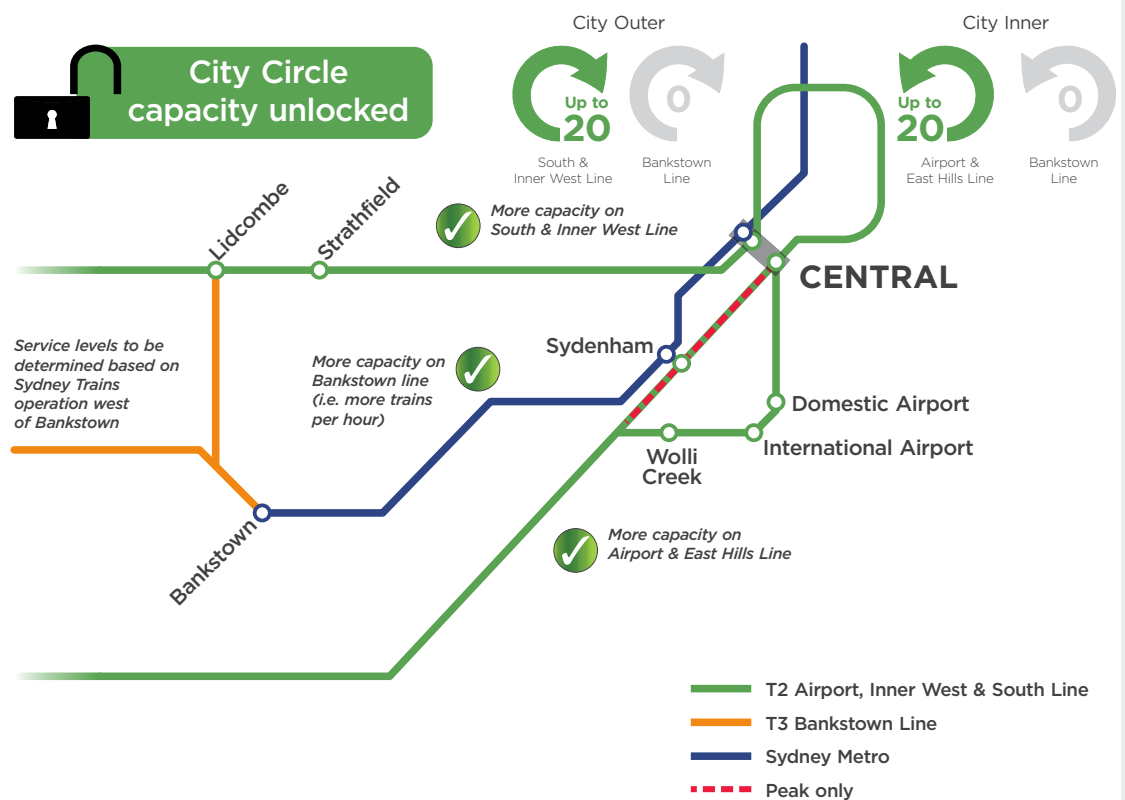 City Circle
capacity unlocked
City Outer
City Inner
Up to
20
0
Up to
20
0
South &
Inner West Line
Bankstown
Line
Airport &
East Hills Line
Bankstown
Line
Lidcombe
Strathfield
More capacity on
South & Inner West Line
CENTRAL
Service levels to be
determined based on
Sydney Trains
operation west
of Bankstown
More capacity on
Bankstown line
(i.e. more trains
per hour)
Sydenham
Domestic Airport
International Airport
Wolli
Creek
Bankstown
More capacity on
Airport & East Hills Line
T2 Airport, Inner West & South Line
T3 Bankstown Line
Sydney Metro
Peak only